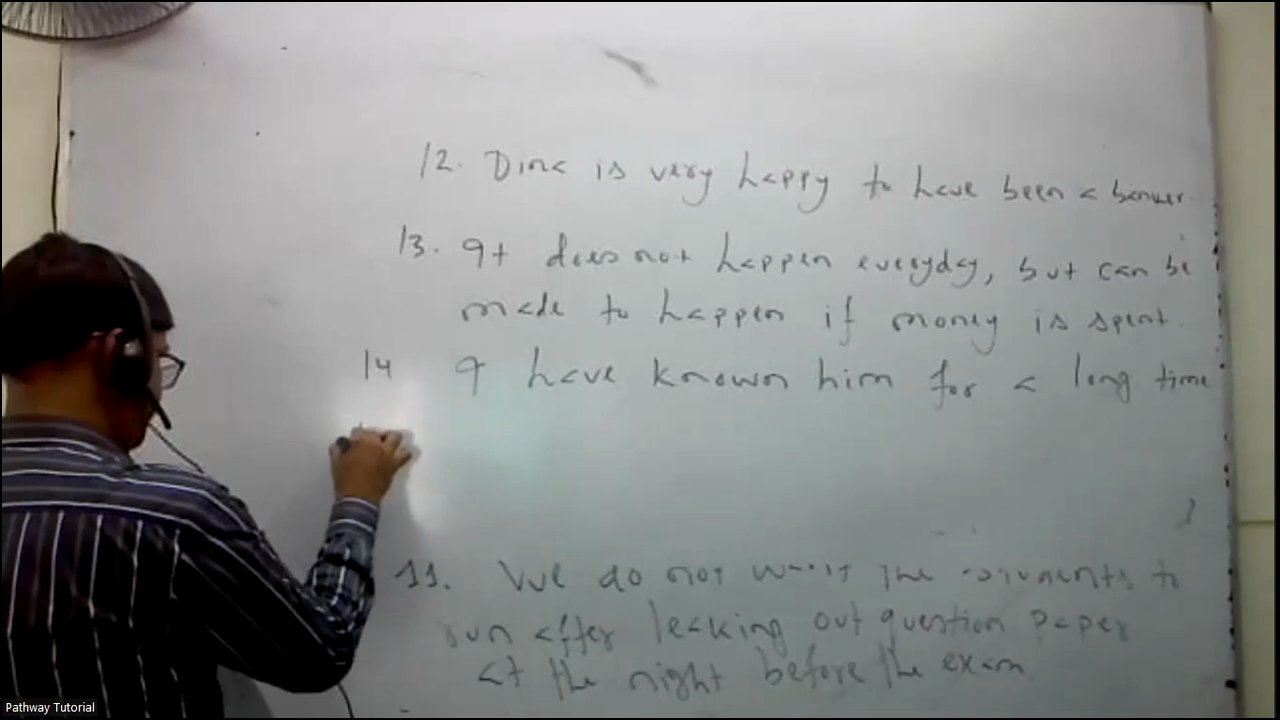 12. Dina is very happy to have been a banker.
13. It does not happen everyday, but can be
made to happen if money is spent.
14 I have known him for a long time
11. We do not want the students to
run after leaking out question paper
at the night before the exam
Pathway Tutorial